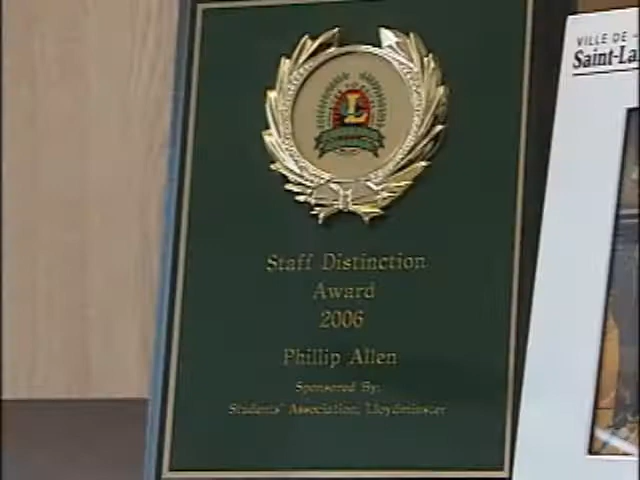 L
Staff Distinction
Award
2006
Phillip Allen
Sponsored By:
Students' Association, Lloydminster
VILLE DE
Saint-La